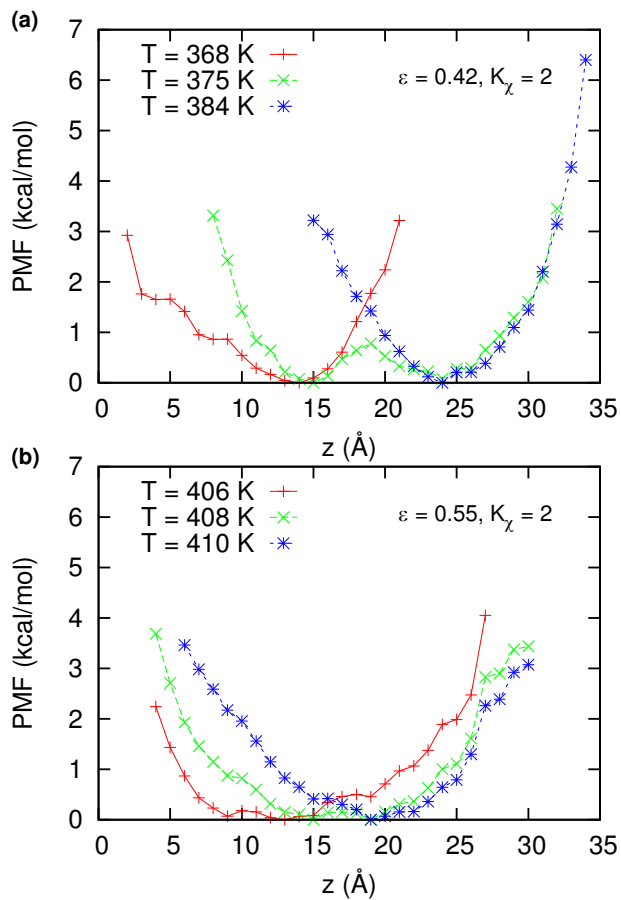 (a)
7
6
5
4
3
2
1
0
PMF (kcal/mol)
T = 368 K
T = 375 K
T = 384 K
ε = 0.42, K_χ = 2
0 5 10 15 20 25 30 35
z (Å)
(b)
7
6
5
4
3
2
1
0
PMF (kcal/mol)
T = 406 K
T = 408 K
T = 410 K
ε = 0.55, K_χ = 2
0 5 10 15 20 25 30 35
z (Å)